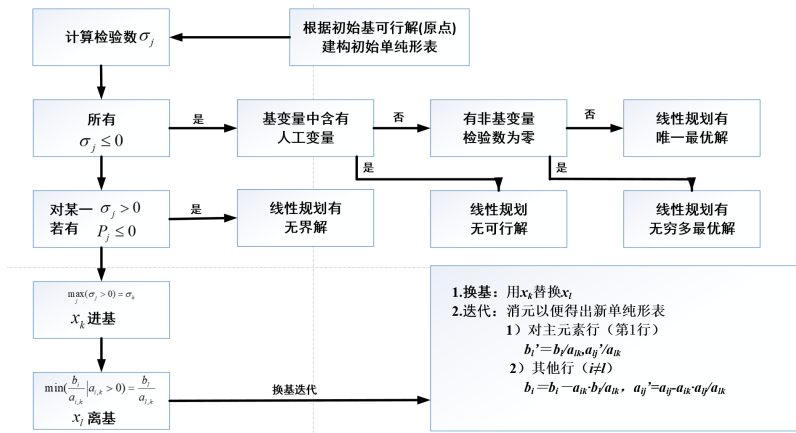 根据初始基可行解(原点)
建构初始单纯形表
计算检验数σj
所有
σj≤0
是
基变量中含有
人工变量
否
有非基变量
检验数为零
否
线性规划有
唯一最优解
是
是
对某一 σj>0
若有 Pj≤0
是
线性规划有
无界解
线性规划
无可行解
线性规划有
无穷多最优解
max(σj>0)=σk
j
xk进基
min(bi/ai,k|ai,k>0)=bl/al,k
xl离基
换基迭代
1.换基：用xk替换xl
2.迭代：消元以便得出新单纯形表
1）对主元素行（第1行）
bl’＝bl/alk,alj’/alk
2）其他行（i≠l）
bi＝bi－aik·bl/alk，aij’=aij-aik·alj/alk